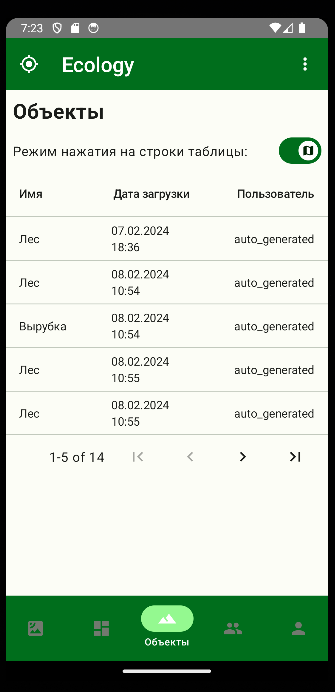 7:23
Ecology
Объекты
Режим нажатия на строки таблицы:
Имя Дата загрузки Пользователь
Лес 07.02.2024 18:36 auto_generated
Лес 08.02.2024 10:54 auto_generated
Вырубка 08.02.2024 10:54 auto_generated
Лес 08.02.2024 10:55 auto_generated
Лес 08.02.2024 10:55 auto_generated
1-5 of 14
Объекты